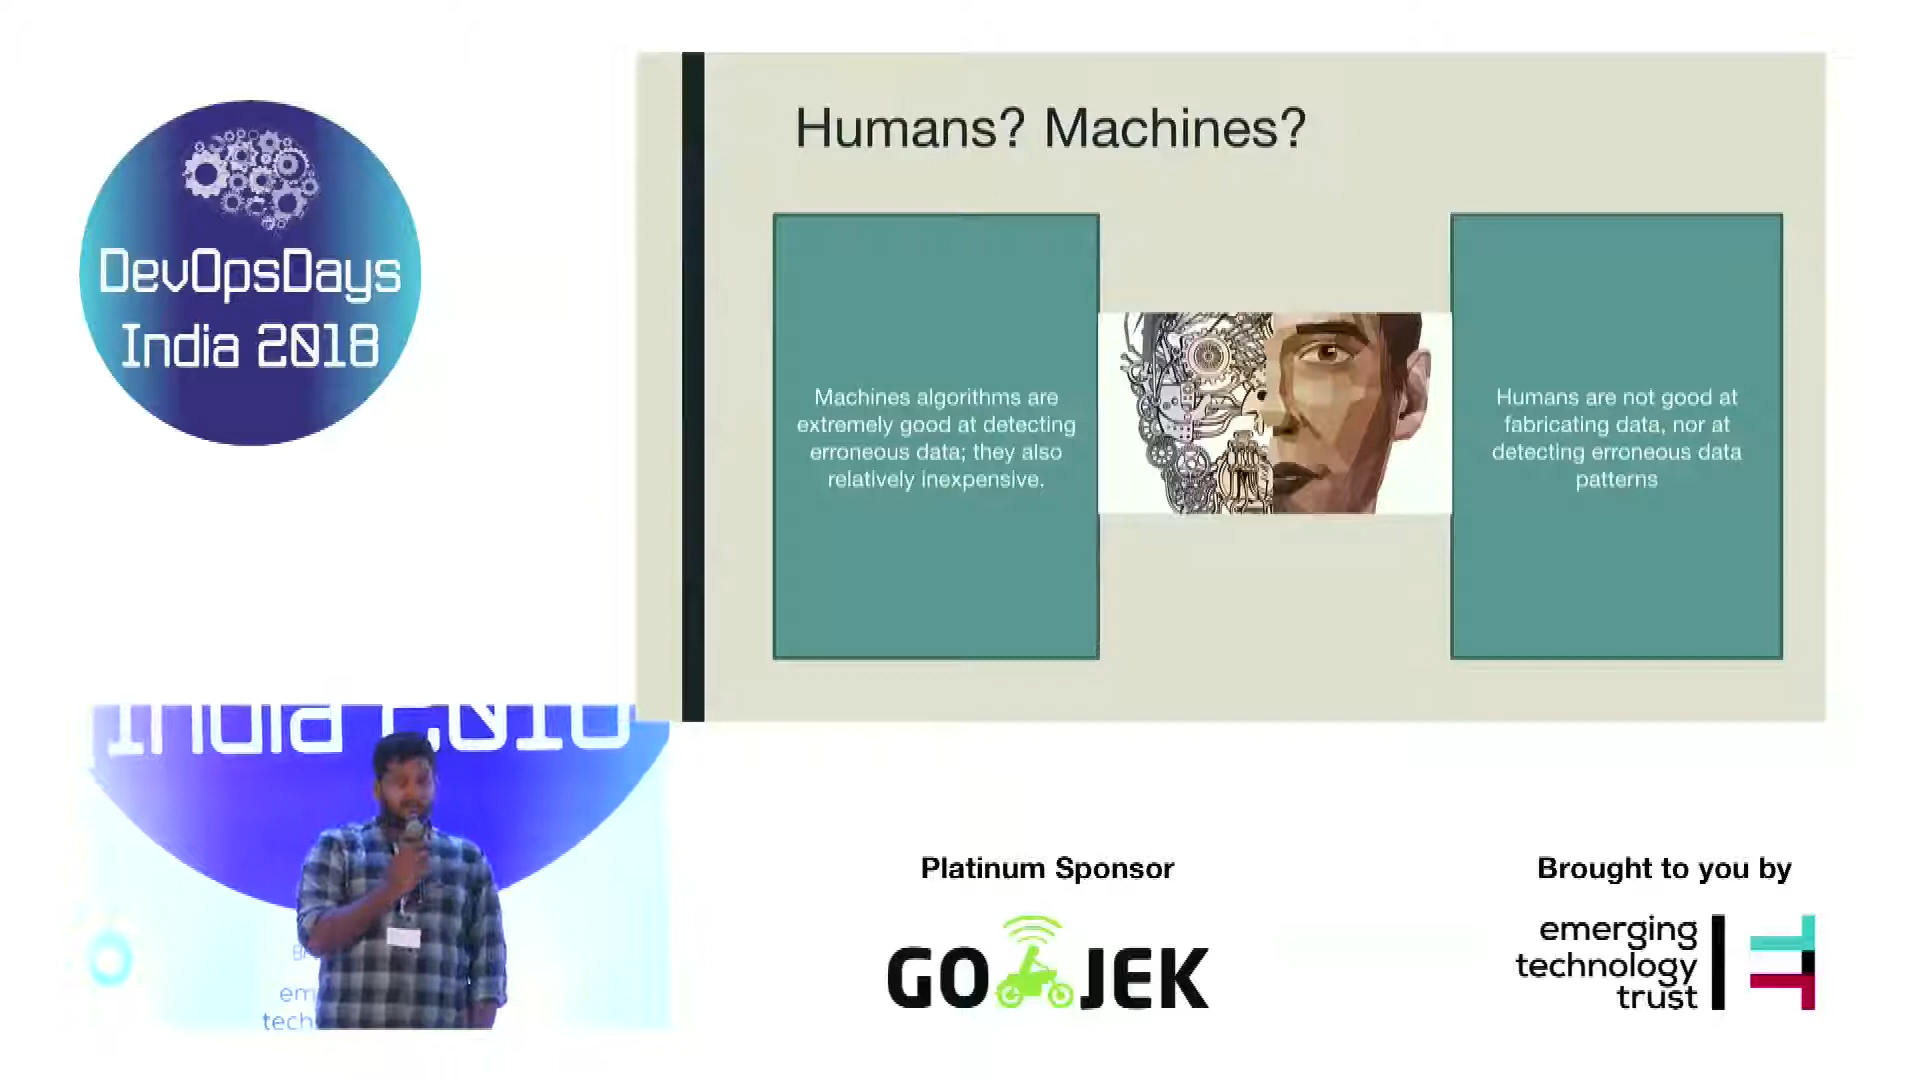 DevOpsDays
India 2018
Humans? Machines?
Machines algorithms are
extremely good at detecting
erroneous data; they also
relatively inexpensive.
Humans are not good at
fabricating data, nor at
detecting erroneous data
patterns
India 2018
em
tech
Platinum Sponsor
GO JEK
Brought to you by
emerging
technology
trust